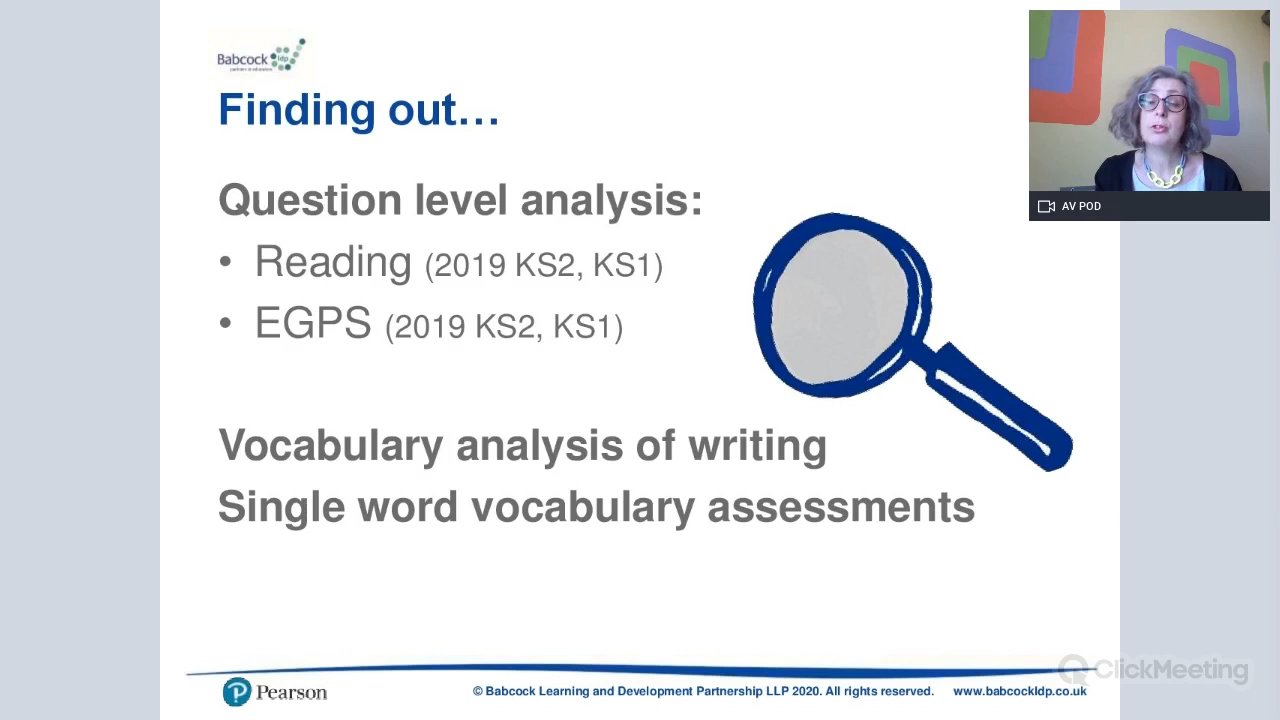 Babcock ldp
Finding out…
Question level analysis:
• Reading (2019 KS2, KS1)
• EGPS (2019 KS2, KS1)
Vocabulary analysis of writing
Single word vocabulary assessments
AV POD
Pearson
© Babcock Learning and Development Partnership LLP 2020. All rights reserved. www.babcockldp.co.uk
ClickMeeting